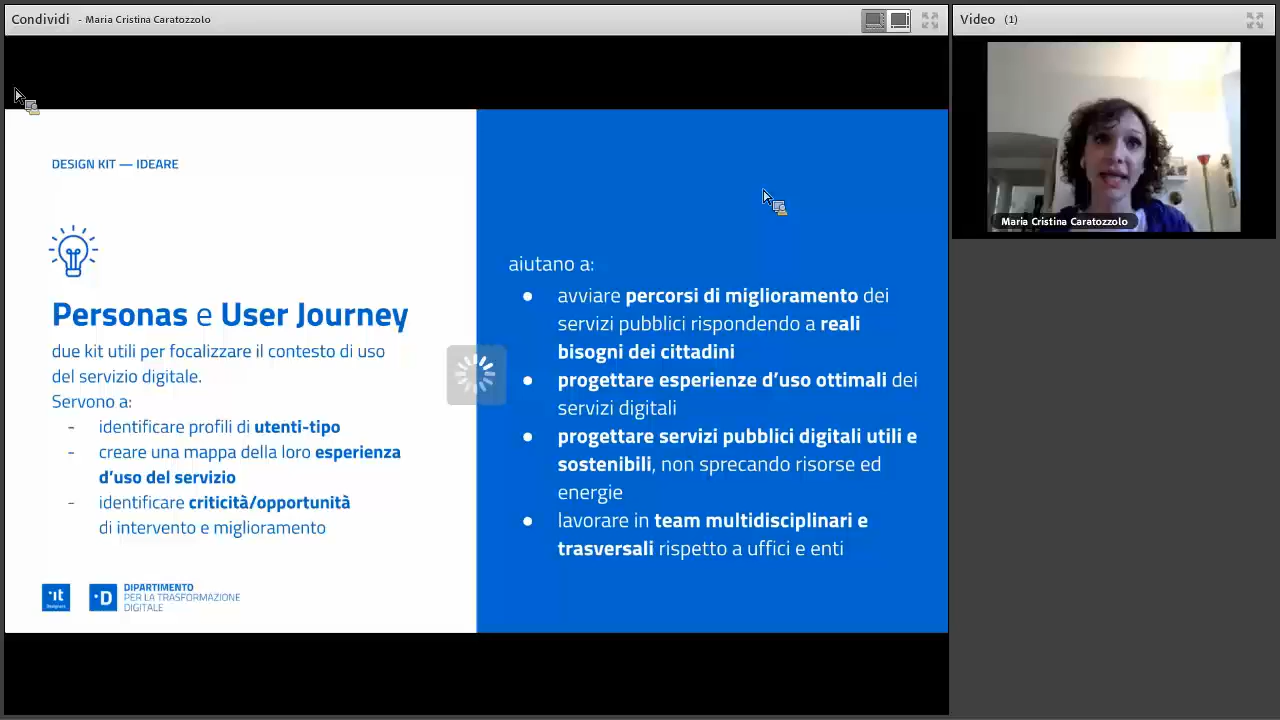 Condividi - Maria Cristina Caratozzolo
Video (1)
Maria Cristina Caratozzolo
DESIGN KIT — IDEARE
Personas e User Journey
due kit utili per focalizzare il contesto di uso
del servizio digitale.
Servono a:
- identificare profili di utenti-tipo
- creare una mappa della loro esperienza
d’uso del servizio
- identificare criticità/opportunità
di intervento e miglioramento
aiutano a:
● avviare percorsi di miglioramento dei
servizi pubblici rispondendo a reali
bisogni dei cittadini
● progettare esperienze d’uso ottimali dei
servizi digitali
● progettare servizi pubblici digitali utili e
sostenibili, non sprecando risorse ed
energie
● lavorare in team multidisciplinari e
trasversali rispetto a uffici e enti
·ıt
Designers
·D
DIPARTIMENTO
PER LA TRASFORMAZIONE
DIGITALE